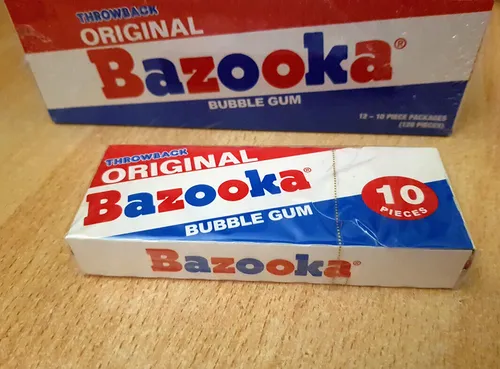 THROWBACK
ORIGINAL
Bazooka®
BUBBLE GUM
12 - 10 PIECE PACKAGES
(120 PIECES)
THROWBACK
ORIGINAL
Bazooka®
BUBBLE GUM
10
PIECES
Bazooka®